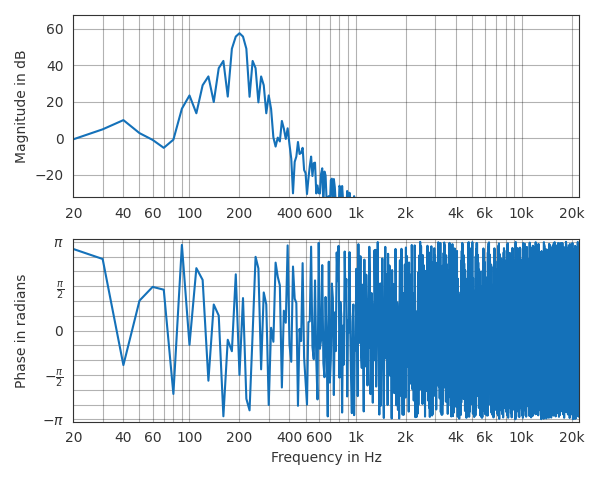 Magnitude in dB
60
40
20
0
−20
20 40 60 100 200 400 600 1k 2k 4k 6k 10k 20k
Phase in radians
π
π/2
0
−π/2
−π
20 40 60 100 200 400 600 1k 2k 4k 6k 10k 20k
Frequency in Hz